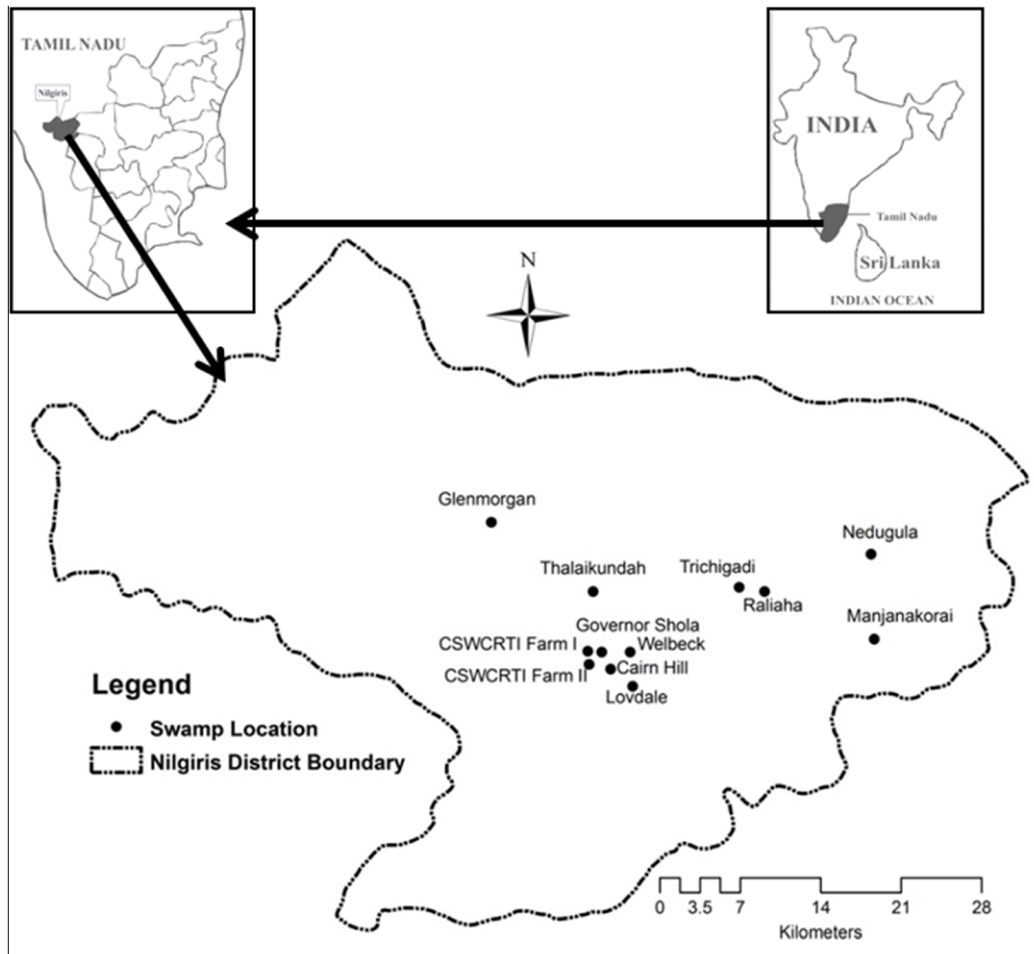 TAMIL NADU
Nilgiris
INDIA
Tamil Nadu
Sri Lanka
INDIAN OCEAN
N
Glenmorgan
Nedugula
Thalaikundah
Trichigadi
Raliaha
Manjanakorai
Governor Shola
CSWCRTI Farm I
Welbeck
CSWCRTI Farm II
Cairn Hill
Lovdale
Legend
Swamp Location
Nilgiris District Boundary
0 3.5 7 14 21 28
Kilometers